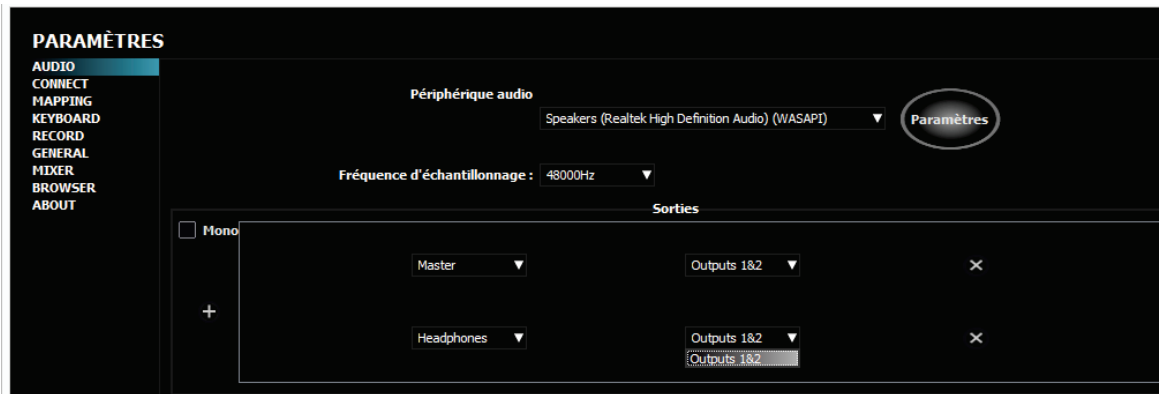 PARAMÈTRES
AUDIO
CONNECT
MAPPING
KEYBOARD
RECORD
GENERAL
MIXER
BROWSER
ABOUT
Périphérique audio
Speakers (Realtek High Definition Audio) (WASAPI)
Paramètres
Fréquence d'échantillonnage : 48000Hz
Sorties
Mono
Master Outputs 1&2
Headphones Outputs 1&2
Outputs 1&2